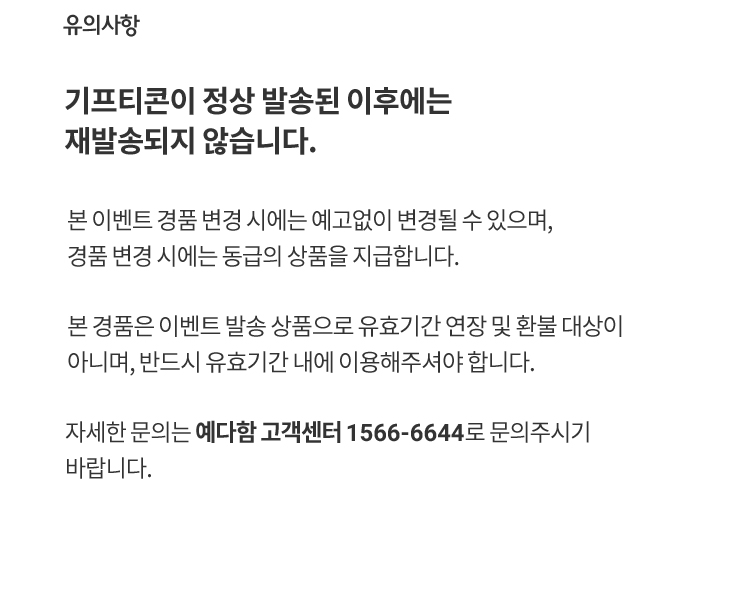 유의사항
기프티콘이 정상 발송된 이후에는
재발송되지 않습니다.
본 이벤트 경품 변경 시에는 예고없이 변경될 수 있으며,
경품 변경 시에는 동급의 상품을 지급합니다.
본 경품은 이벤트 발송 상품으로 유효기간 연장 및 환불 대상이
아니며, 반드시 유효기간 내에 이용해주셔야 합니다.
자세한 문의는 예다함 고객센터 1566-6644로 문의주시기
바랍니다.